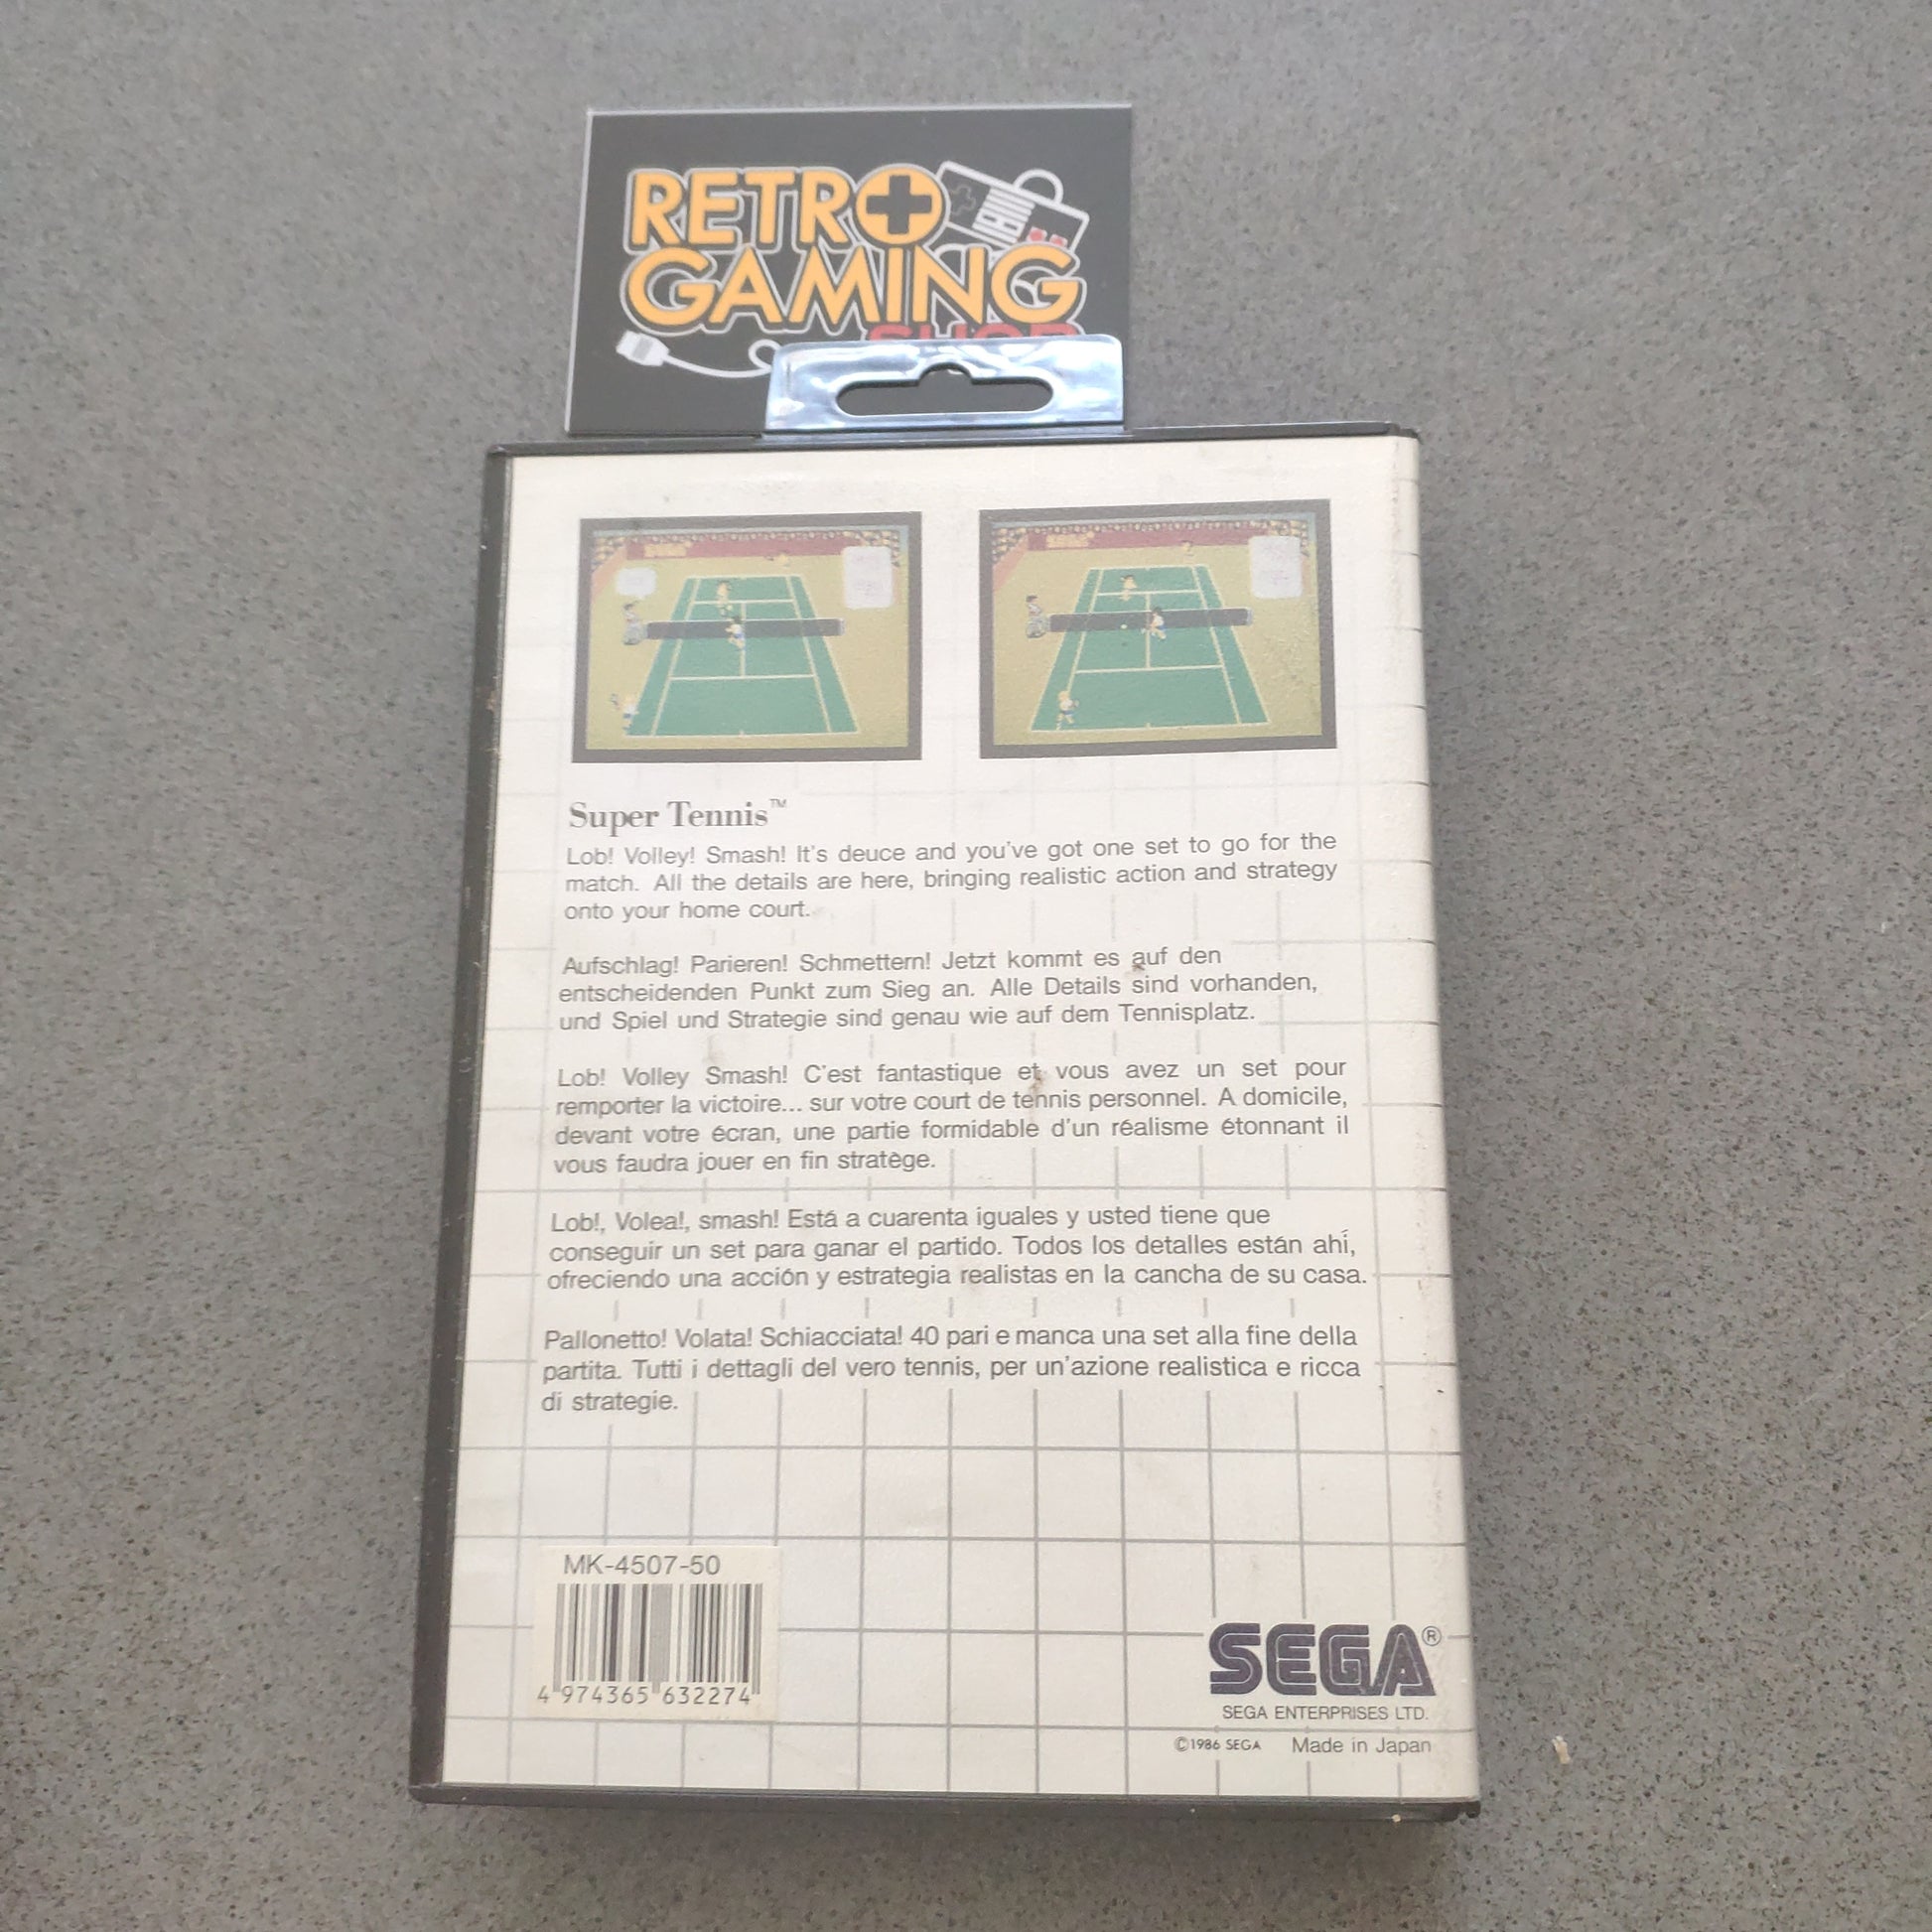 RETRO
GAMING
SHOP
Super Tennis™
Lob! Volley! Smash! It's deuce and you've got one set to go for the
match. All the details are here, bringing realistic action and strategy
onto your home court.
Aufschlag! Parieren! Schmettern! Jetzt kommt es auf den
entscheidenden Punkt zum Sieg an. Alle Details sind vorhanden,
und Spiel und Strategie sind genau wie auf dem Tennisplatz.
Lob! Volley Smash! C'est fantastique et vous avez un set pour
remporter la victoire... sur votre court de tennis personnel. A domicile,
devant votre écran, une partie formidable d'un réalisme étonnant il
vous faudra jouer en fin stratège.
Lob!, Volea!, smash! Está a cuarenta iguales y usted tiene que
conseguir un set para ganar el partido. Todos los detalles están ahí,
ofreciendo una acción y estrategia realistas en la cancha de su casa.
Pallonetto! Volata! Schiacciata! 40 pari e manca una set alla fine della
partita. Tutti i dettagli del vero tennis, per un'azione realistica e ricca
di strategie.
MK-4507-50
4 974365 632274
SEGA®
SEGA ENTERPRISES LTD.
©1986 SEGA Made in Japan